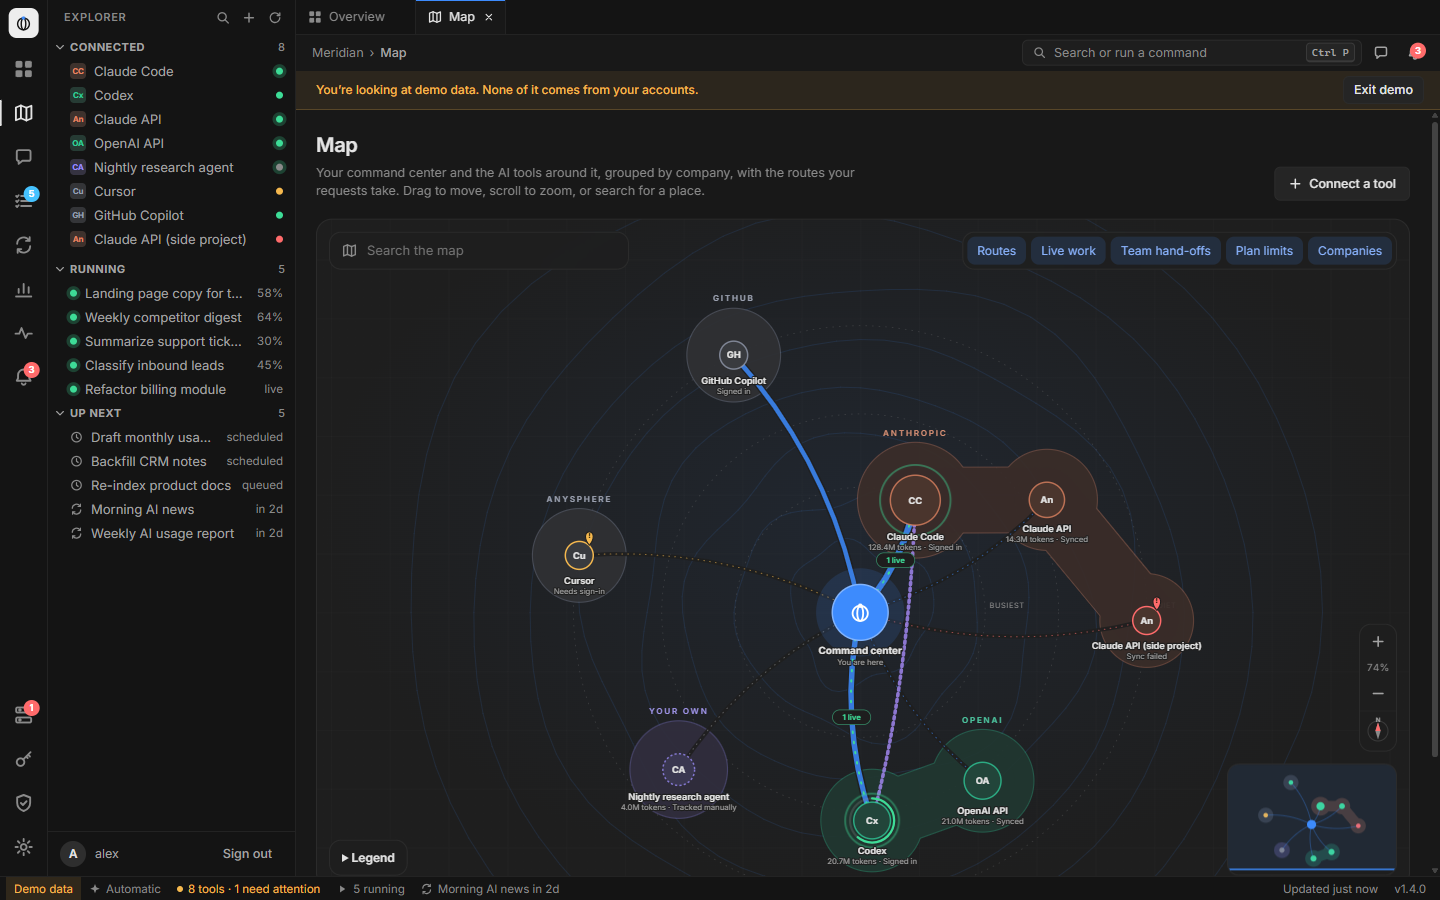 EXPLORER
CONNECTED 8
CC Claude Code
Cx Codex
An Claude API
OA OpenAI API
CA Nightly research agent
Cu Cursor
GH GitHub Copilot
An Claude API (side project)
RUNNING 5
Landing page copy for t... 58%
Weekly competitor digest 64%
Summarize support tick... 30%
Classify inbound leads 45%
Refactor billing module live
UP NEXT 5
Draft monthly usa... scheduled
Backfill CRM notes scheduled
Re-index product docs queued
Morning AI news in 2d
Weekly AI usage report in 2d
5
3
1
A alex Sign out
Overview
Map ×
Meridian › Map
Search or run a command Ctrl P
3
You're looking at demo data. None of it comes from your accounts.
Exit demo
Map
Your command center and the AI tools around it, grouped by company, with the routes your
requests take. Drag to move, scroll to zoom, or search for a place.
+ Connect a tool
Search the map
Routes Live work Team hand-offs Plan limits Companies
GITHUB
GH
GitHub Copilot
Signed in
ANTHROPIC
CC
Claude Code
128.4M tokens · Signed in
1 live
An
Claude API
14.3M tokens · Synced
ANYSPHERE
Cu
Cursor
Needs sign-in
BUSIEST
An
Claude API (side project)
Sync failed
Command center
You are here
1 live
YOUR OWN
CA
Nightly research agent
4.0M tokens · Tracked manually
OPENAI
OA
OpenAI API
21.0M tokens · Synced
Cx
Codex
20.7M tokens · Signed in
+
74%
−
N
Legend
Demo data Automatic 8 tools · 1 need attention 5 running Morning AI news in 2d Updated just now v1.4.0